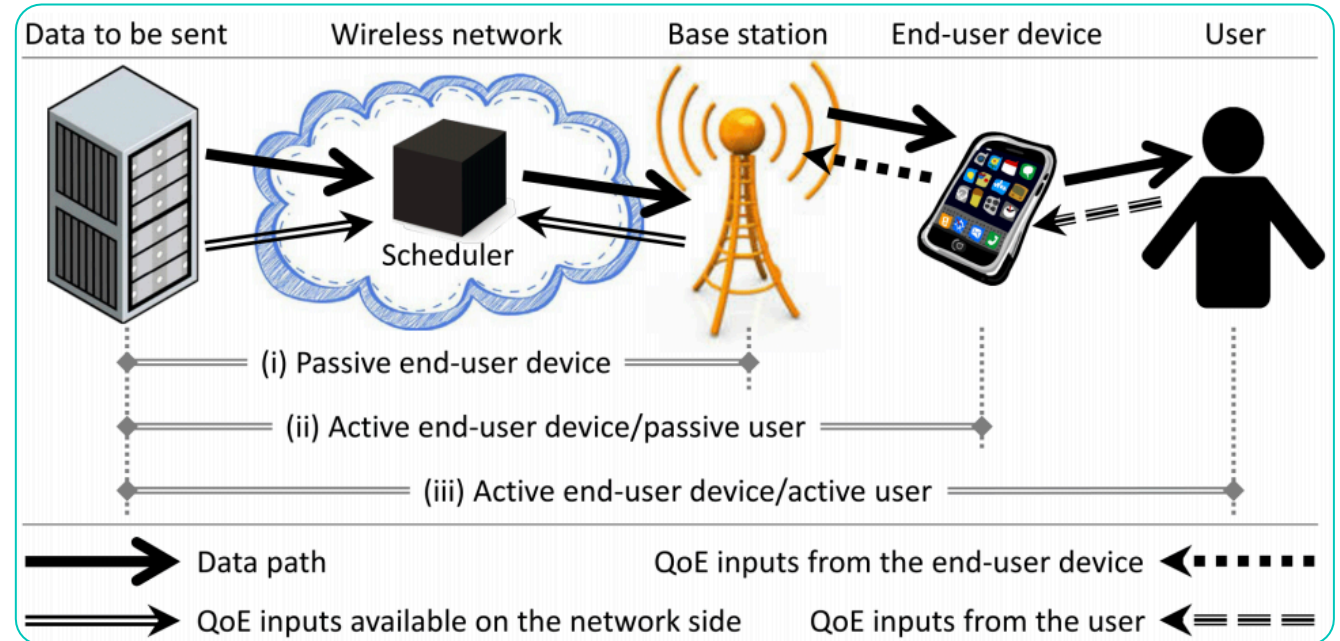 Data to be sent
Wireless network
Base station
End-user device
User
Scheduler
(i) Passive end-user device
(ii) Active end-user device/passive user
(iii) Active end-user device/active user
Data path
QoE inputs from the end-user device
QoE inputs available on the network side
QoE inputs from the user